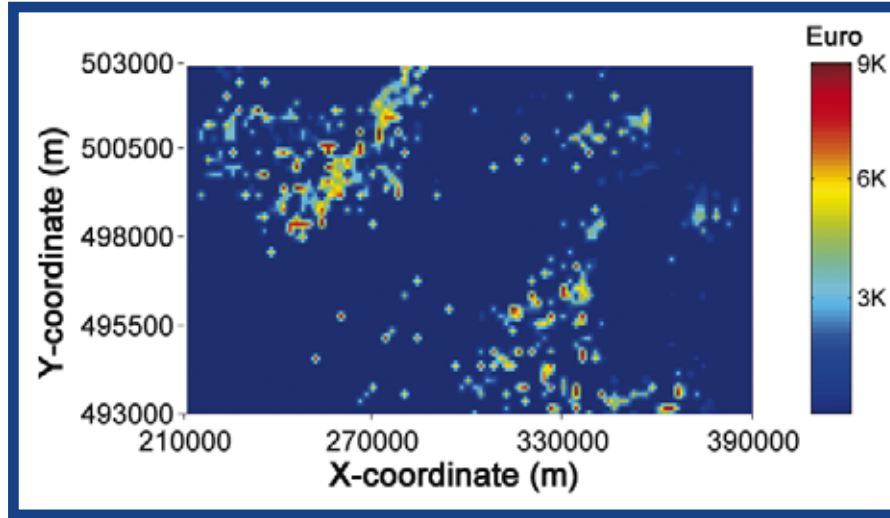 Euro
503000
500500
498000
495500
493000
Y-coordinate (m)
210000 270000 330000 390000
X-coordinate (m)
9K
6K
3K